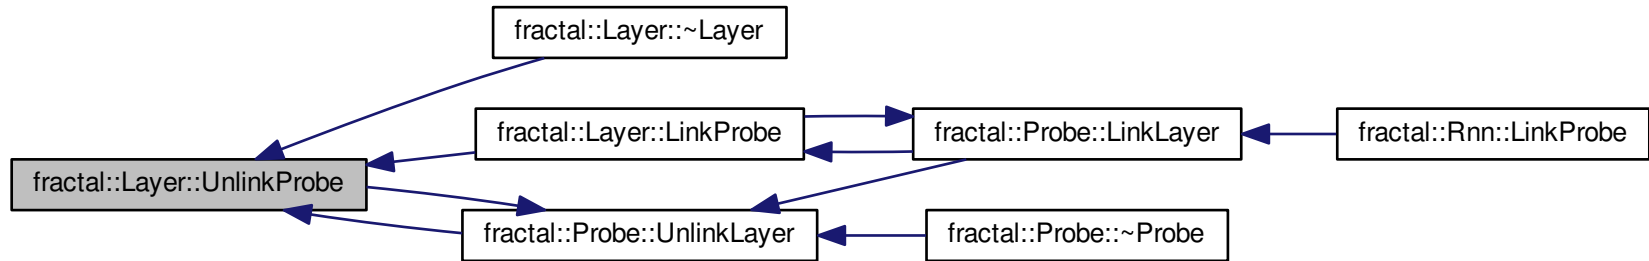 fractal::Layer::~Layer
fractal::Layer::LinkProbe
fractal::Probe::LinkLayer
fractal::Rnn::LinkProbe
fractal::Layer::UnlinkProbe
fractal::Probe::UnlinkLayer
fractal::Probe::~Probe